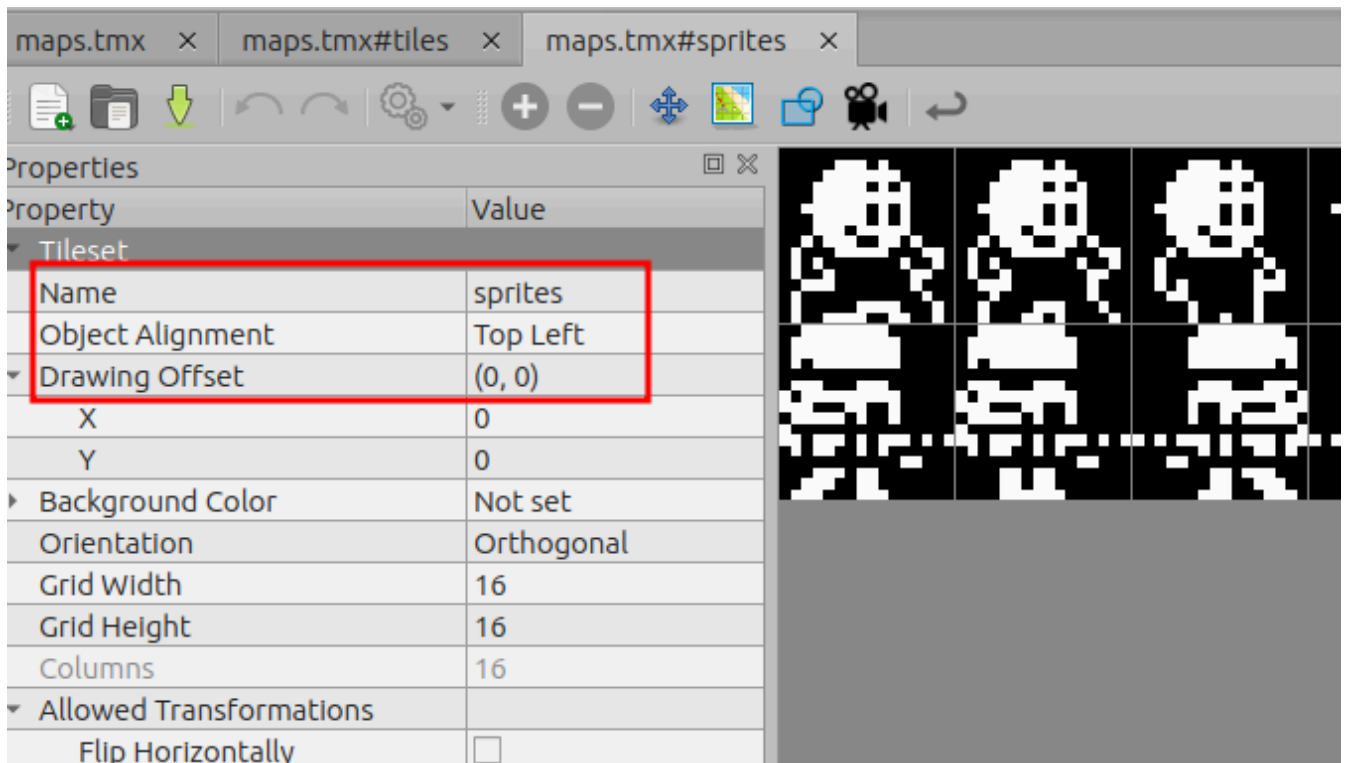 maps.tmx × maps.tmx#tiles × maps.tmx#sprites ×
Properties
Property Value
Tileset
Name sprites
Object Alignment Top Left
Drawing Offset (0, 0)
X 0
Y 0
Background Color Not set
Orientation Orthogonal
Grid Width 16
Grid Height 16
Columns 16
Allowed Transformations
Flip Horizontally